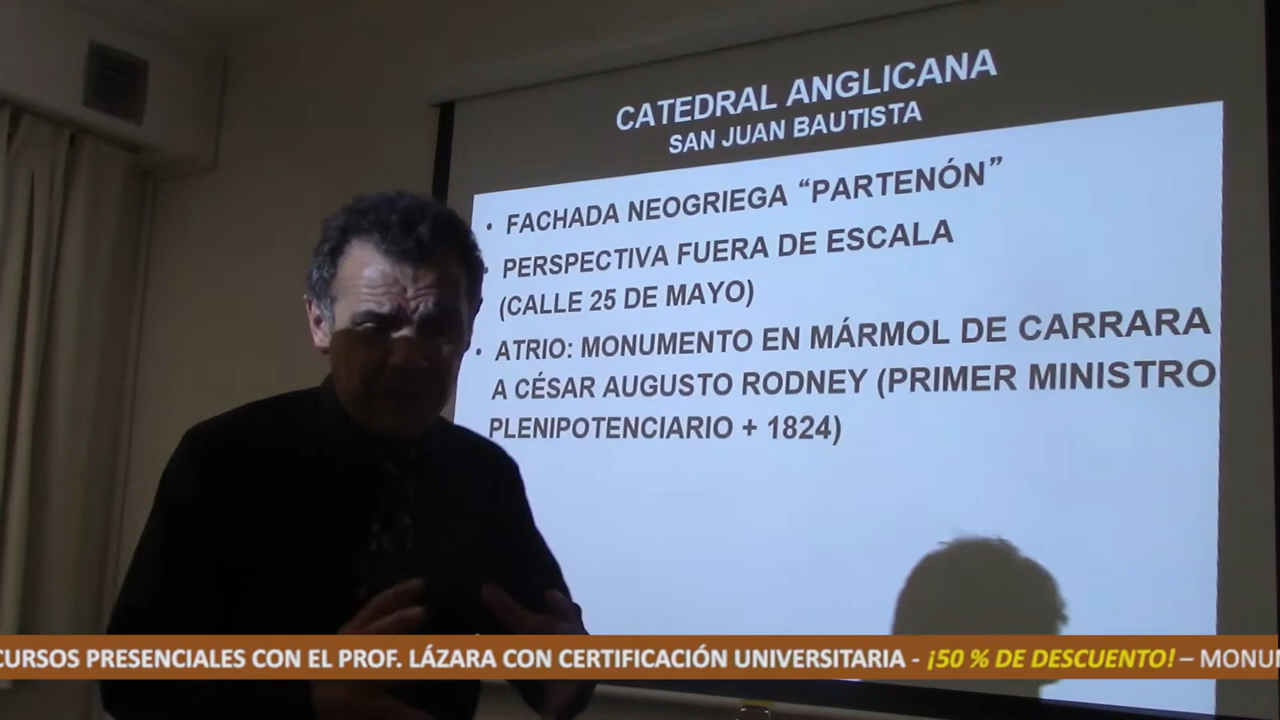 CATEDRAL ANGLICANA
SAN JUAN BAUTISTA
• FACHADA NEOGRIEGA “PARTENÓN”
• PERSPECTIVA FUERA DE ESCALA
(CALLE 25 DE MAYO)
• ATRIO: MONUMENTO EN MÁRMOL DE CARRARA
A CÉSAR AUGUSTO RODNEY (PRIMER MINISTRO
PLENIPOTENCIARIO + 1824)
CURSOS PRESENCIALES CON EL PROF. LÁZARA CON CERTIFICACIÓN UNIVERSITARIA - ¡50 % DE DESCUENTO! –